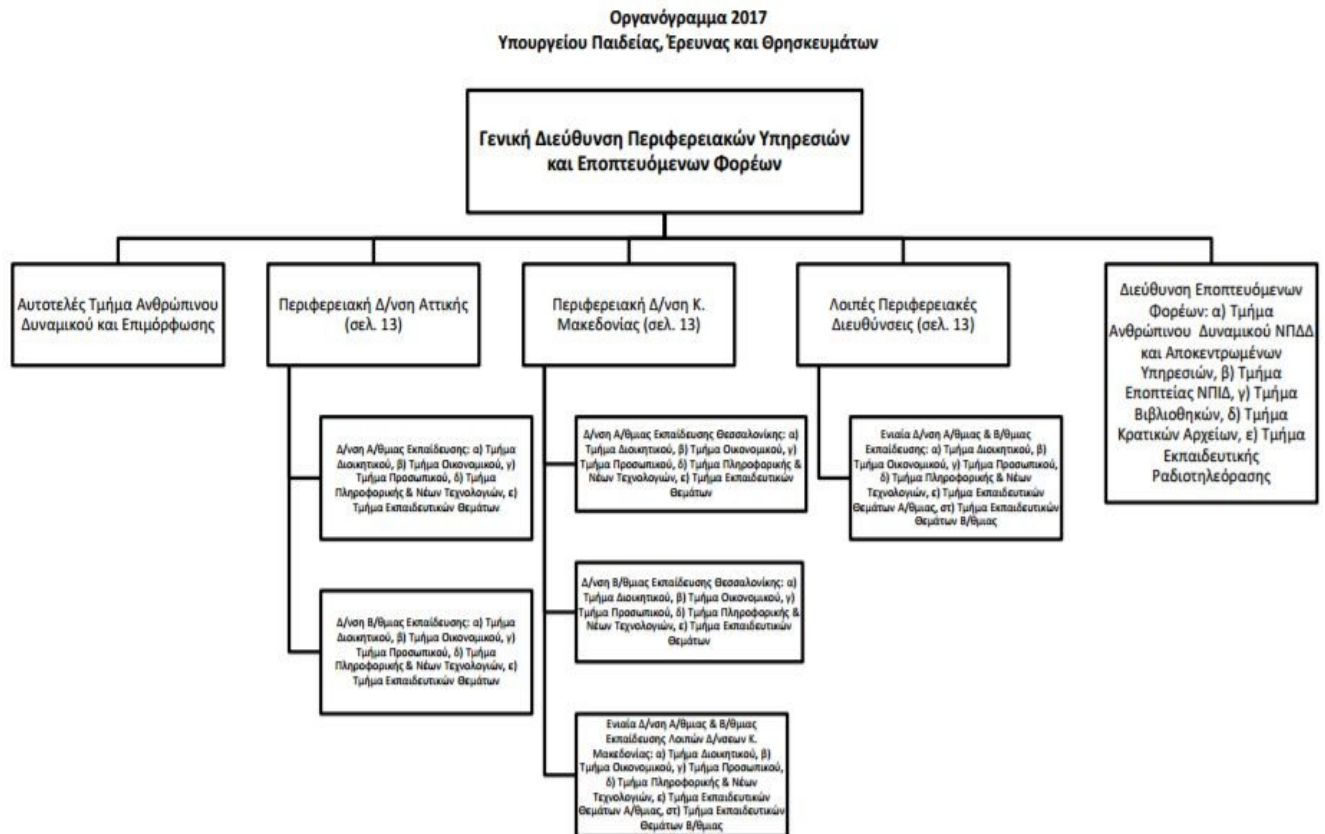 Οργανόγραμμα 2017
Υπουργείου Παιδείας, Έρευνας και Θρησκευμάτων
Γενική Διεύθυνση Περιφερειακών Υπηρεσιών
και Εποπτευόμενων Φορέων
Αυτοτελές Τμήμα Ανθρώπινου
Δυναμικού και Επιμόρφωσης
Περιφερειακή Δ/νση Αττικής
(σελ. 13)
Περιφερειακή Δ/νση Κ.
Μακεδονίας (σελ. 13)
Λοιπές Περιφερειακές
Διευθύνσεις (σελ. 13)
Διεύθυνση Εποπτευόμενων
Φορέων: α) Τμήμα
Ανθρώπινου Δυναμικού ΝΠΔΔ
και Αποκεντρωμένων
Υπηρεσιών, β) Τμήμα
Εποπτείας ΝΠΙΔ, γ) Τμήμα
Βιβλιοθηκών, δ) Τμήμα
Κρατικών Αρχείων, ε) Τμήμα
Εκπαιδευτικής
Ραδιοτηλεόρασης
Δ/νση Α/θμιας Εκπαίδευσης: α) Τμήμα
Διοικητικού, β) Τμήμα Οικονομικού, γ)
Τμήμα Προσωπικού, δ) Τμήμα
Πληροφορικής & Νέων Τεχνολογιών, ε)
Τμήμα Εκπαιδευτικών Θεμάτων
Δ/νση Α/θμιας Εκπαίδευσης Θεσσαλονίκης: α)
Τμήμα Διοικητικού, β) Τμήμα Οικονομικού, γ)
Τμήμα Προσωπικού, δ) Τμήμα Πληροφορικής &
Νέων Τεχνολογιών, ε) Τμήμα Εκπαιδευτικών
Θεμάτων
Ενιαία Δ/νση Α/θμιας & Β/θμιας
Εκπαίδευσης: α) Τμήμα Διοικητικού, β)
Τμήμα Οικονομικού, γ) Τμήμα Προσωπικού,
δ) Τμήμα Πληροφορικής & Νέων
Τεχνολογιών, ε) Τμήμα Εκπαιδευτικών
Θεμάτων Α/θμιας, στ) Τμήμα Εκπαιδευτικών
Θεμάτων Β/θμιας
Δ/νση Β/θμιας Εκπαίδευσης: α) Τμήμα
Διοικητικού, β) Τμήμα Οικονομικού, γ)
Τμήμα Προσωπικού, δ) Τμήμα
Πληροφορικής & Νέων Τεχνολογιών, ε)
Τμήμα Εκπαιδευτικών Θεμάτων
Δ/νση Β/θμιας Εκπαίδευσης Θεσσαλονίκης: α)
Τμήμα Διοικητικού, β) Τμήμα Οικονομικού, γ)
Τμήμα Προσωπικού, δ) Τμήμα Πληροφορικής &
Νέων Τεχνολογιών, ε) Τμήμα Εκπαιδευτικών
Θεμάτων
Ενιαία Δ/νση Α/θμιας & Β/θμιας
Εκπαίδευσης Λοιπών Δ/νσεων Κ.
Μακεδονίας: α) Τμήμα Διοικητικού, β)
Τμήμα Οικονομικού, γ) Τμήμα Προσωπικού,
δ) Τμήμα Πληροφορικής & Νέων
Τεχνολογιών, ε) Τμήμα Εκπαιδευτικών
Θεμάτων Α/θμιας, στ) Τμήμα Εκπαιδευτικών
Θεμάτων Β/θμιας